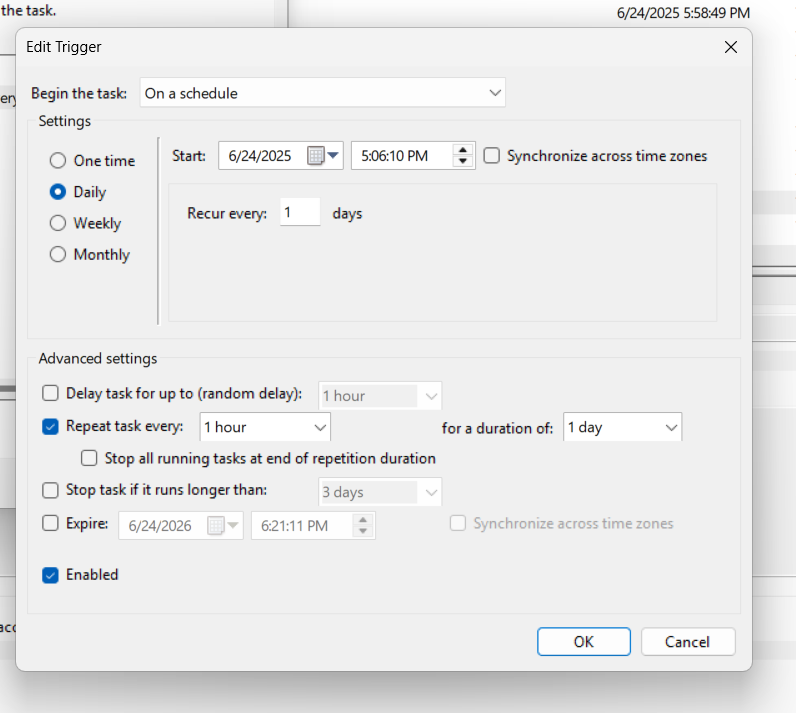 the task.
6/24/2025 5:58:49 PM
Edit Trigger
Begin the task: On a schedule
Settings
One time
Daily
Weekly
Monthly
Start: 6/24/2025 5:06:10 PM Synchronize across time zones
Recur every: 1 days
Advanced settings
Delay task for up to (random delay): 1 hour
Repeat task every: 1 hour for a duration of: 1 day
Stop all running tasks at end of repetition duration
Stop task if it runs longer than: 3 days
Expire: 6/24/2026 6:21:11 PM Synchronize across time zones
Enabled
OK Cancel